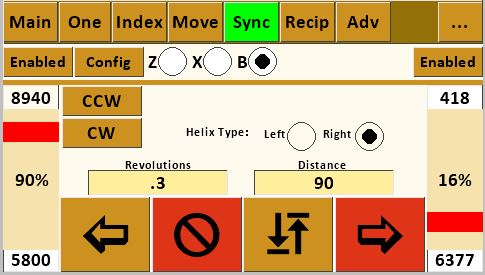 Main One Index Move Sync Recip Adv ...
Enabled Config Z X B Enabled
8940 CCW 418
CW Helix Type: Left Right
Revolutions Distance
90% .3 90 16%
5800 6377